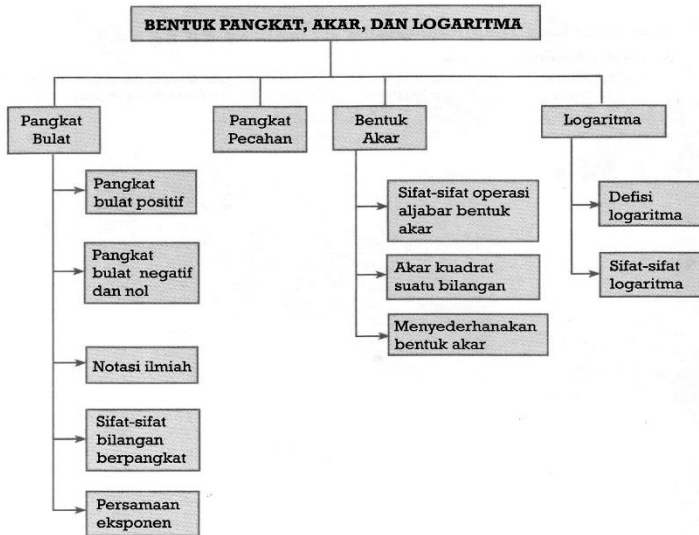 BENTUK PANGKAT, AKAR, DAN LOGARITMA
Pangkat
Bulat
Pangkat
bulat positif
Pangkat
bulat negatif
dan nol
Notasi ilmiah
Sifat-sifat
bilangan
berpangkat
Persamaan
eksponen
Pangkat
Pecahan
Bentuk
Akar
Sifat-sifat operasi
aljabar bentuk
akar
Akar kuadrat
suatu bilangan
Menyederhanakan
bentuk akar
Logaritma
Defisi
logaritma
Sifat-sifat
logaritma